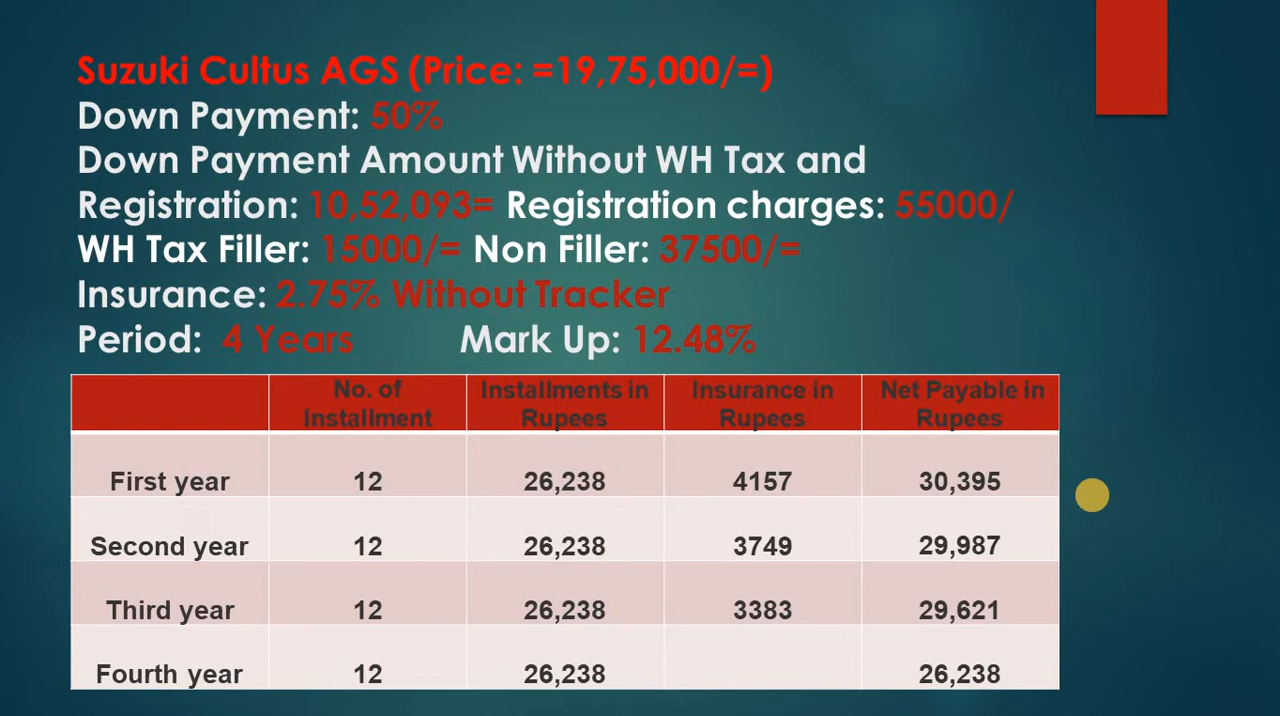 Suzuki Cultus AGS (Price: =19,75,000/=)
Down Payment: 50%
Down Payment Amount Without WH Tax and
Registration: 10,52,093= Registration charges: 55000/
WH Tax Filler: 15000/= Non Filler: 37500/=
Insurance: 2.75% Without Tracker
Period: 4 Years Mark Up: 12.48%
No. of Installment Installments in Rupees Insurance in Rupees Net Payable in Rupees
First year 12 26,238 4157 30,395
Second year 12 26,238 3749 29,987
Third year 12 26,238 3383 29,621
Fourth year 12 26,238 26,238